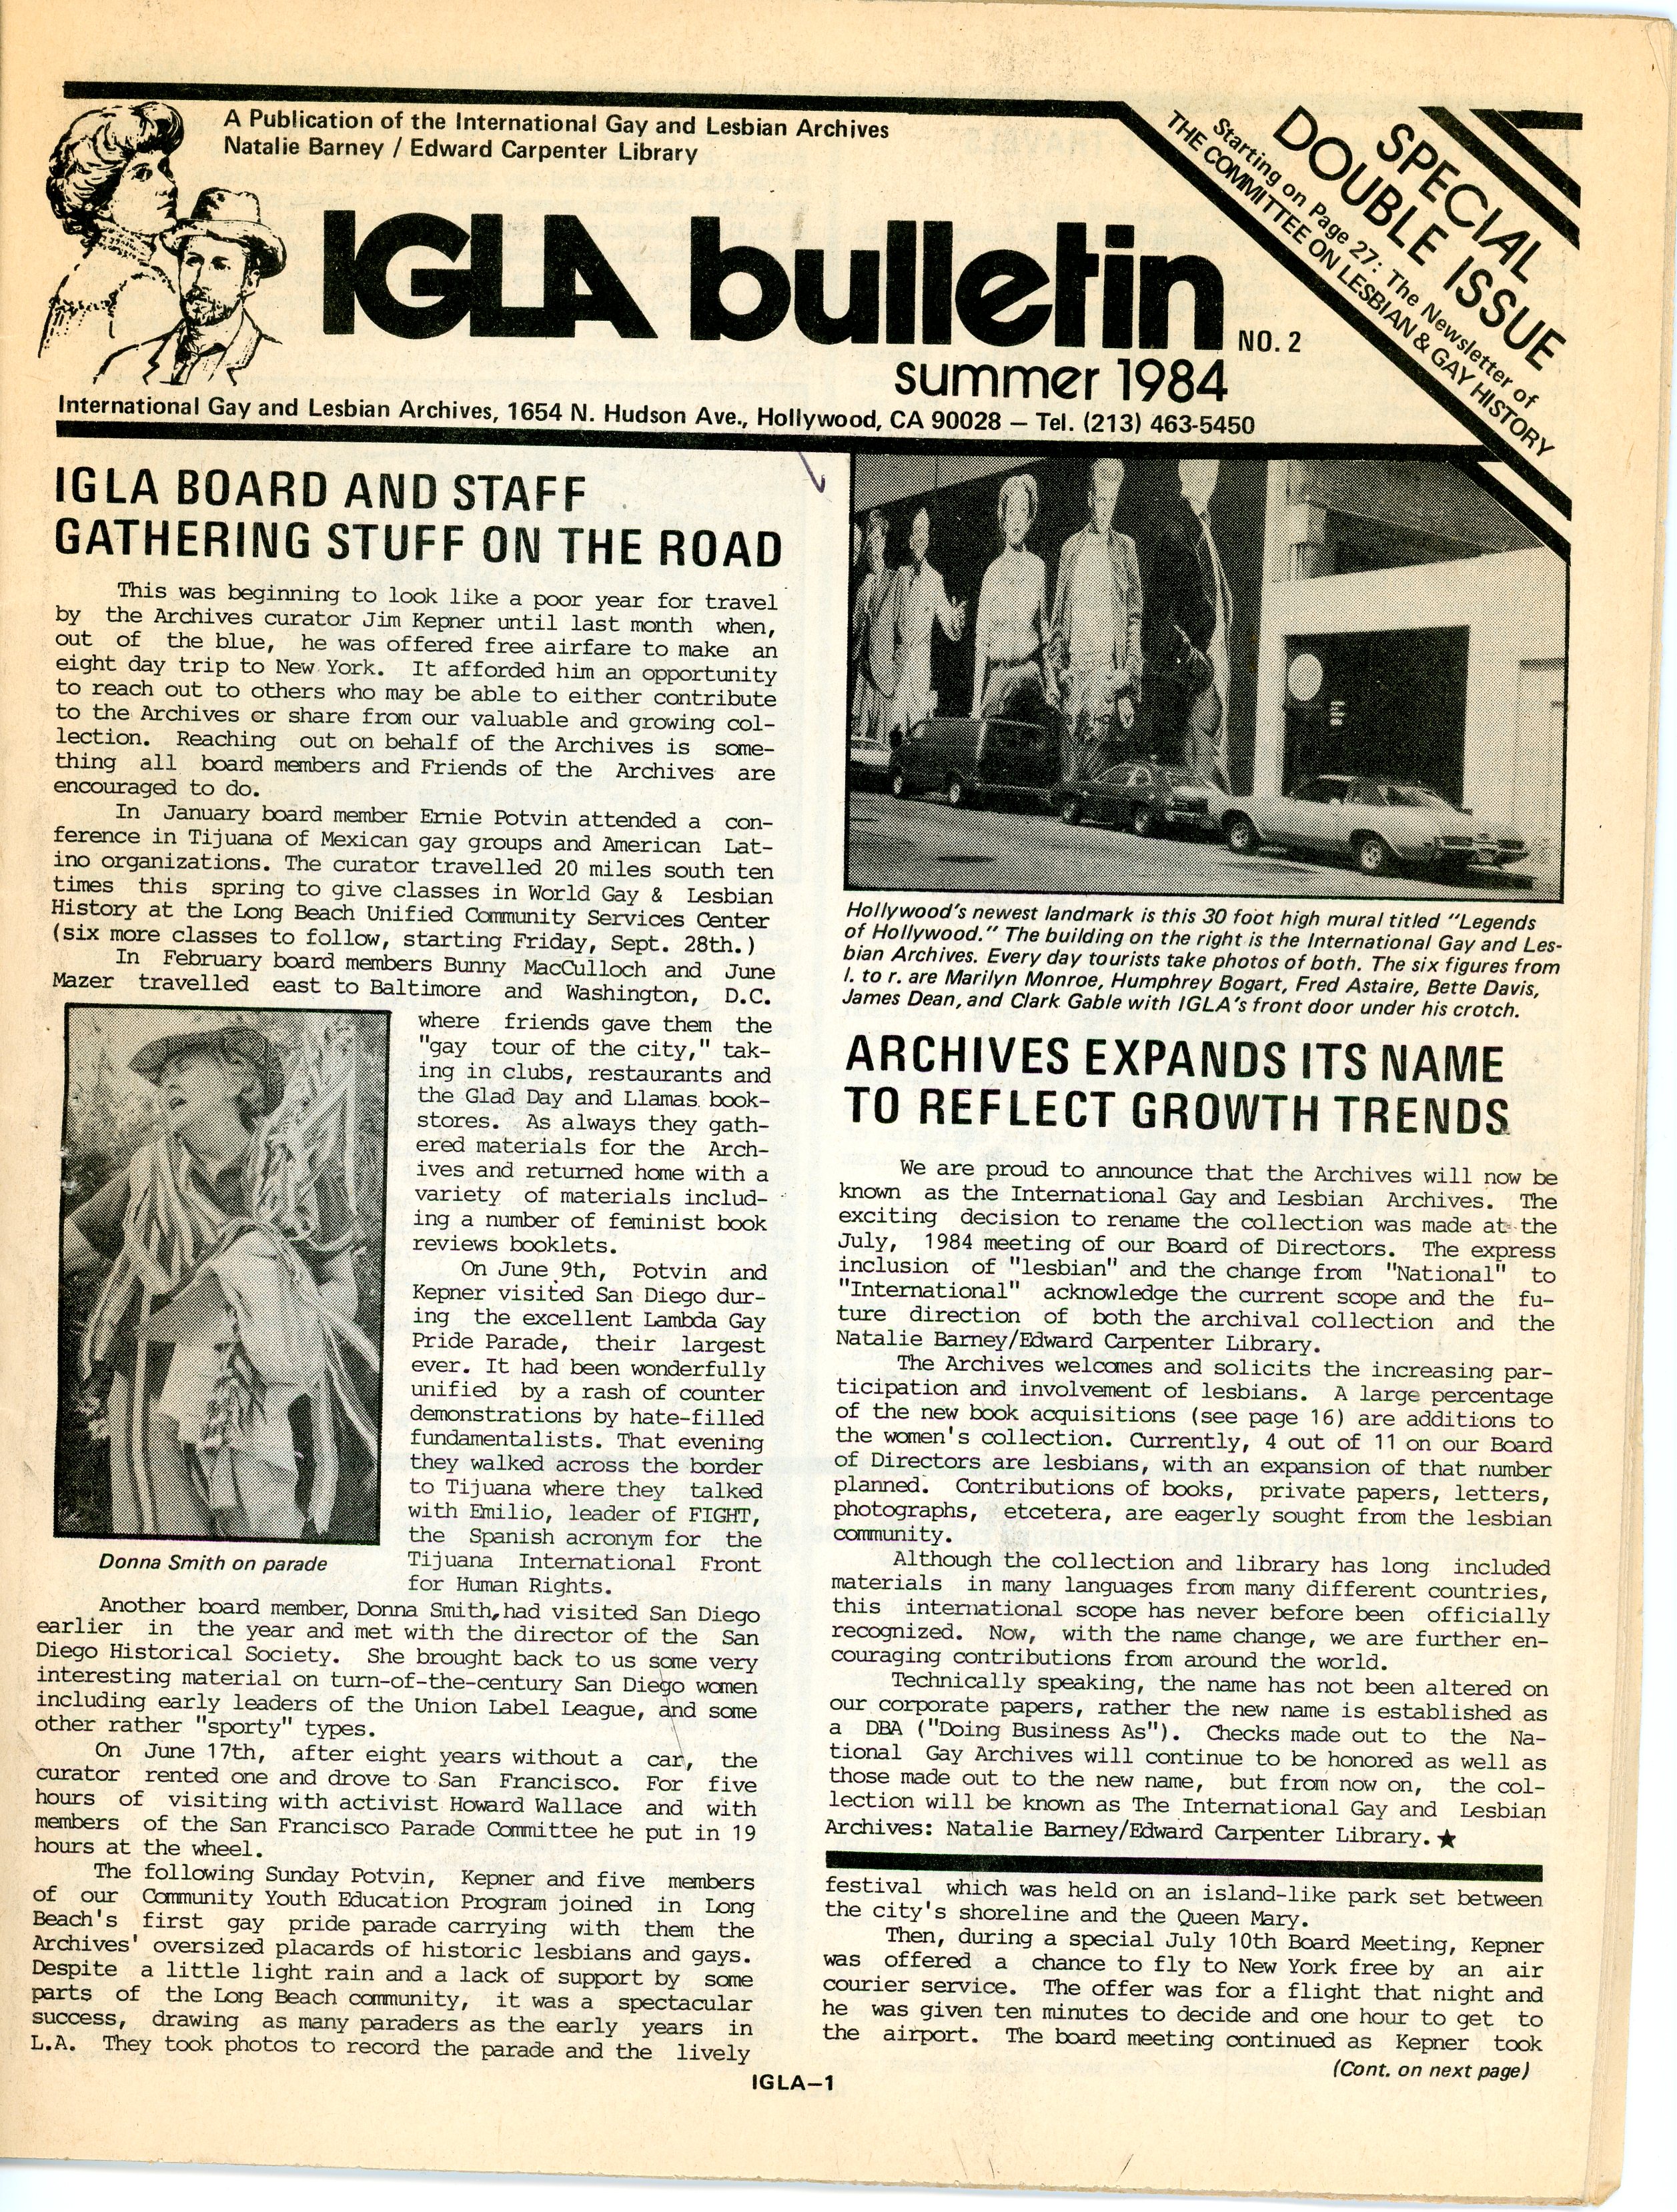 A Publication of the International Gay and Lesbian Archives
Natalie Barney / Edward Carpenter Library
IGLA bulletin
NO. 2
summer 1984
International Gay and Lesbian Archives, 1654 N. Hudson Ave., Hollywood, CA 90028 — Tel. (213) 463-5450
SPECIAL
DOUBLE ISSUE
Starting on Page 27: The Newsletter of
THE COMMITTEE ON LESBIAN & GAY HISTORY
IGLA BOARD AND STAFF
GATHERING STUFF ON THE ROAD
This was beginning to look like a poor year for travel
by the Archives curator Jim Kepner until last month when,
out of the blue, he was offered free airfare to make an
eight day trip to New York. It afforded him an opportunity
to reach out to others who may be able to either contribute
to the Archives or share from our valuable and growing col-
lection. Reaching out on behalf of the Archives is some-
thing all board members and Friends of the Archives are
encouraged to do.
In January board member Ernie Potvin attended a con-
ference in Tijuana of Mexican gay groups and American Lat-
ino organizations. The curator travelled 20 miles south ten
times this spring to give classes in World Gay & Lesbian
History at the Long Beach Unified Community Services Center
(six more classes to follow, starting Friday, Sept. 28th.)
In February board members Bunny MacCulloch and June
Mazer travelled east to Baltimore and Washington, D.C.
where friends gave them the
"gay tour of the city," tak-
ing in clubs, restaurants and
the Glad Day and Llamas book-
stores. As always they gath-
ered materials for the Arch-
ives and returned home with a
variety of materials includ-
ing a number of feminist book
reviews booklets.
On June 9th, Potvin and
Kepner visited San Diego dur-
ing the excellent Lambda Gay
Pride Parade, their largest
ever. It had been wonderfully
unified by a rash of counter
demonstrations by hate-filled
fundamentalists. That evening
they walked across the border
to Tijuana where they talked
with Emilio, leader of FIGHT,
the Spanish acronym for the
Tijuana International Front
for Human Rights.
Donna Smith on parade
Another board member, Donna Smith, had visited San Diego
earlier in the year and met with the director of the San
Diego Historical Society. She brought back to us some very
interesting material on turn-of-the-century San Diego women
including early leaders of the Union Label League, and some
other rather "sporty" types.
On June 17th, after eight years without a car, the
curator rented one and drove to San Francisco. For five
hours of visiting with activist Howard Wallace and with
members of the San Francisco Parade Committee he put in 19
hours at the wheel.
The following Sunday Potvin, Kepner and five members
of our Community Youth Education Program joined in Long
Beach's first gay pride parade carrying with them the
Archives' oversized placards of historic lesbians and gays.
Despite a little light rain and a lack of support by some
parts of the Long Beach community, it was a spectacular
success, drawing as many paraders as the early years in
L.A. They took photos to record the parade and the lively
Hollywood's newest landmark is this 30 foot high mural titled "Legends
of Hollywood." The building on the right is the International Gay and Les-
bian Archives. Every day tourists take photos of both. The six figures from
l. to r. are Marilyn Monroe, Humphrey Bogart, Fred Astaire, Bette Davis,
James Dean, and Clark Gable with IGLA's front door under his crotch.
ARCHIVES EXPANDS ITS NAME
TO REFLECT GROWTH TRENDS
We are proud to announce that the Archives will now be
known as the International Gay and Lesbian Archives. The
exciting decision to rename the collection was made at the
July, 1984 meeting of our Board of Directors. The express
inclusion of "lesbian" and the change from "National" to
"International" acknowledge the current scope and the fu-
ture direction of both the archival collection and the
Natalie Barney/Edward Carpenter Library.
The Archives welcomes and solicits the increasing par-
ticipation and involvement of lesbians. A large percentage
of the new book acquisitions (see page 16) are additions to
the women's collection. Currently, 4 out of 11 on our Board
of Directors are lesbians, with an expansion of that number
planned. Contributions of books, private papers, letters,
photographs, etcetera, are eagerly sought from the lesbian
community.
Although the collection and library has long included
materials in many languages from many different countries,
this international scope has never before been officially
recognized. Now, with the name change, we are further en-
couraging contributions from around the world.
Technically speaking, the name has not been altered on
our corporate papers, rather the new name is established as
a DBA ("Doing Business As"). Checks made out to the Na-
tional Gay Archives will continue to be honored as well as
those made out to the new name, but from now on, the col-
lection will be known as The International Gay and Lesbian
Archives: Natalie Barney/Edward Carpenter Library. ★
festival which was held on an island-like park set between
the city's shoreline and the Queen Mary.
Then, during a special July 10th Board Meeting, Kepner
was offered a chance to fly to New York free by an air
courier service. The offer was for a flight that night and
he was given ten minutes to decide and one hour to get to
the airport. The board meeting continued as Kepner took
(Cont. on next page)
IGLA—1